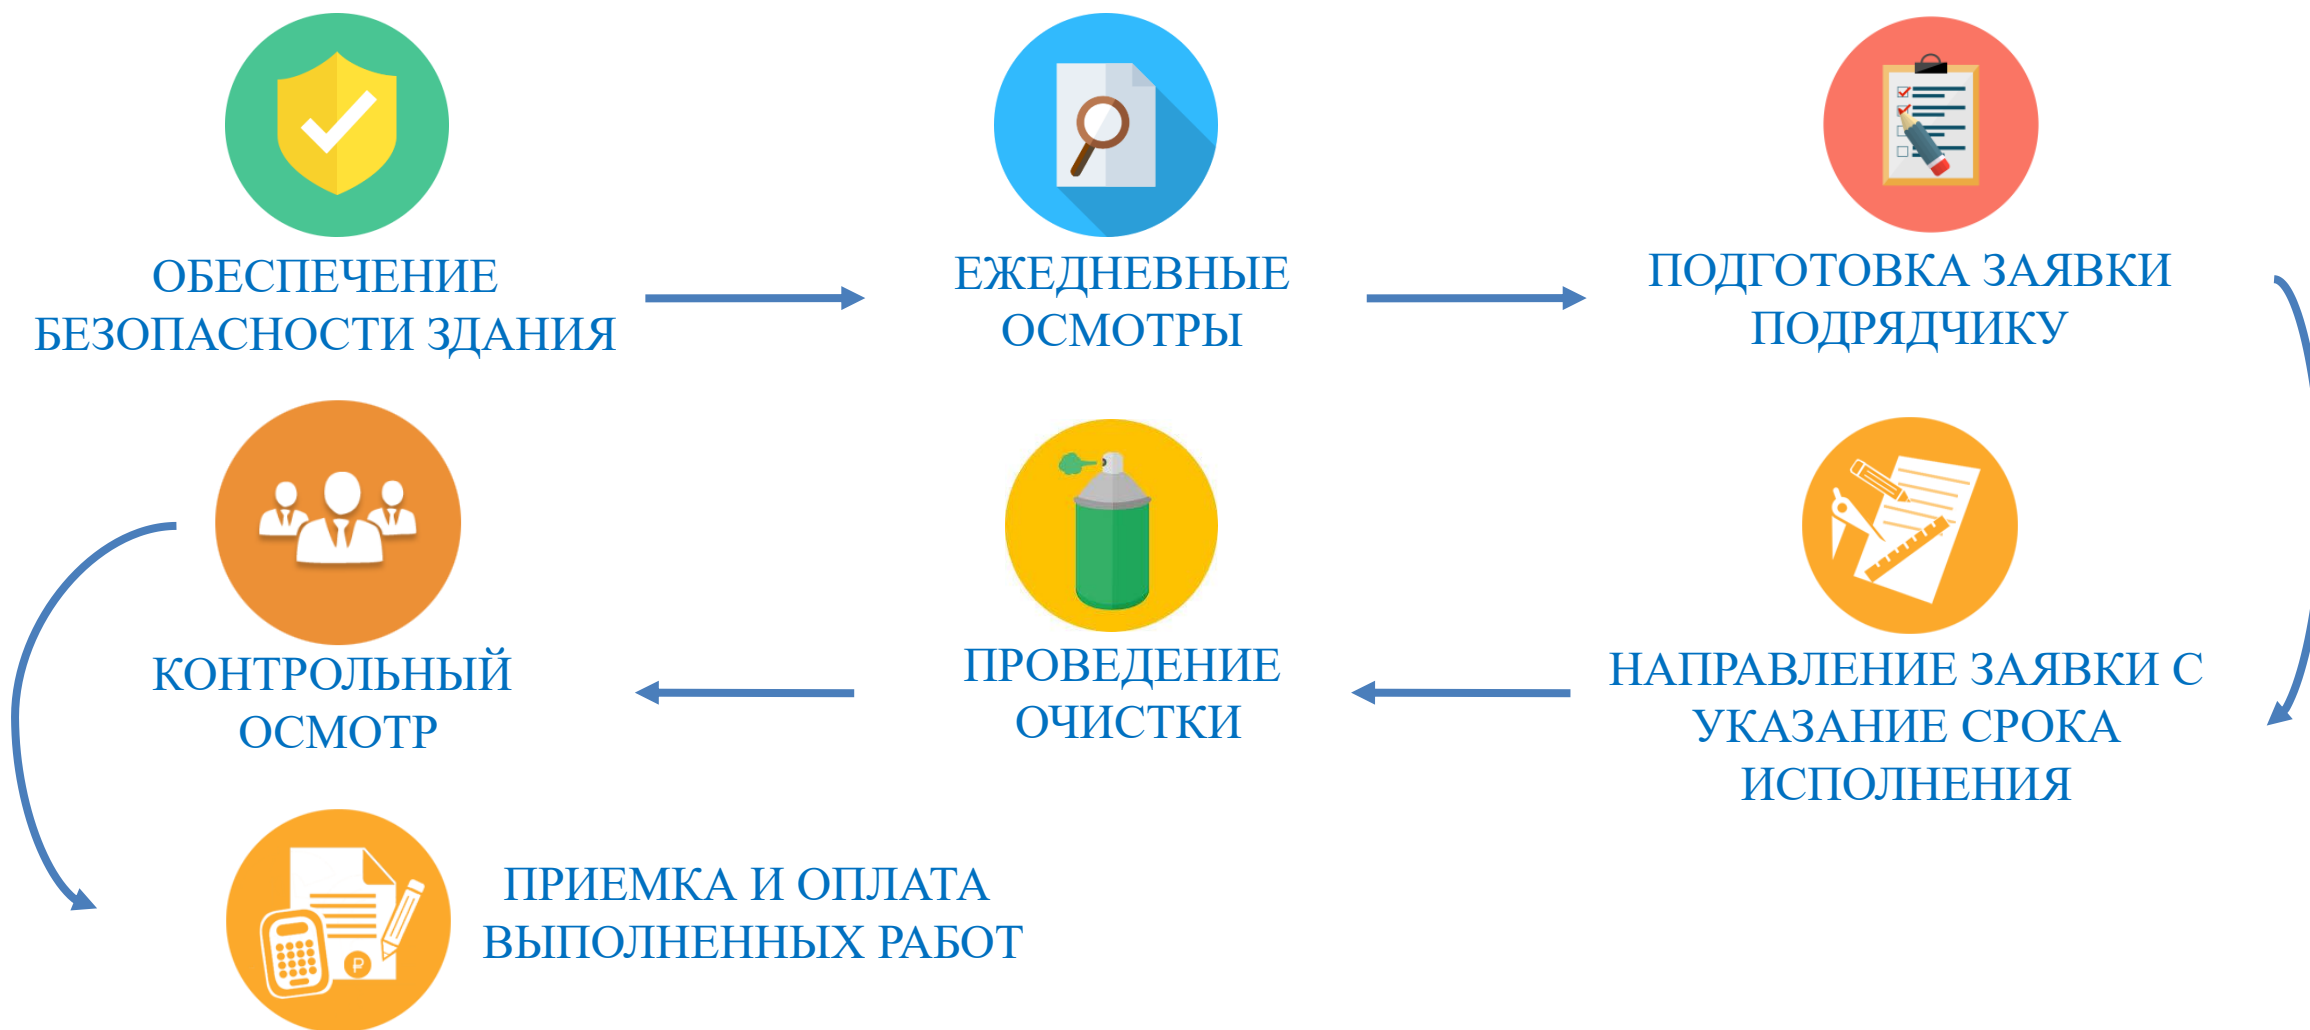 ОБЕСПЕЧЕНИЕ
БЕЗОПАСНОСТИ ЗДАНИЯ
ЕЖЕДНЕВНЫЕ
ОСМОТРЫ
ПОДГОТОВКА ЗАЯВКИ
ПОДРЯДЧИКУ
НАПРАВЛЕНИЕ ЗАЯВКИ С
УКАЗАНИЕ СРОКА
ИСПОЛНЕНИЯ
ПРОВЕДЕНИЕ
ОЧИСТКИ
КОНТРОЛЬНЫЙ
ОСМОТР
ПРИЕМКА И ОПЛАТА
ВЫПОЛНЕННЫХ РАБОТ